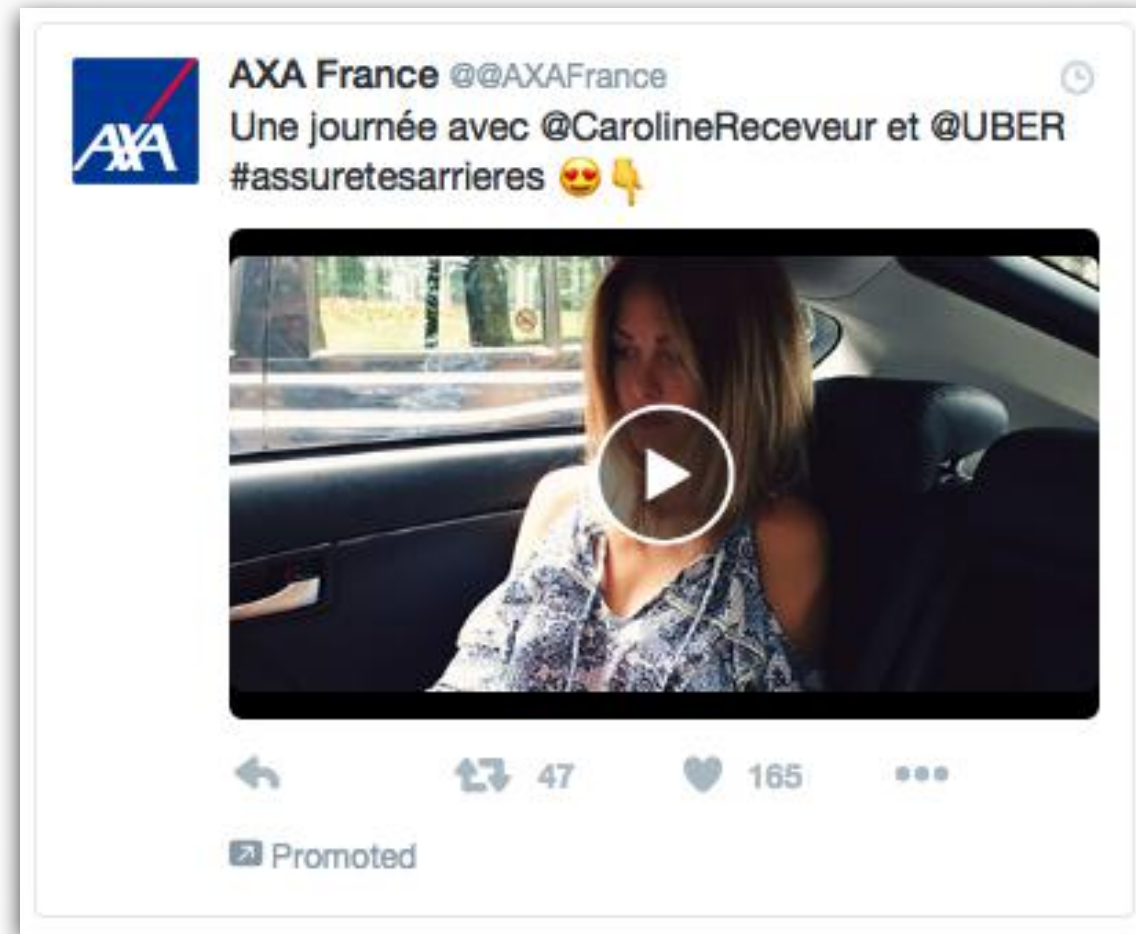 AXA France @@AXAFrance
Une journée avec @CarolineReceveur et @UBER
#assuretesarrieres 😍👇
AXA
47
165
Promoted